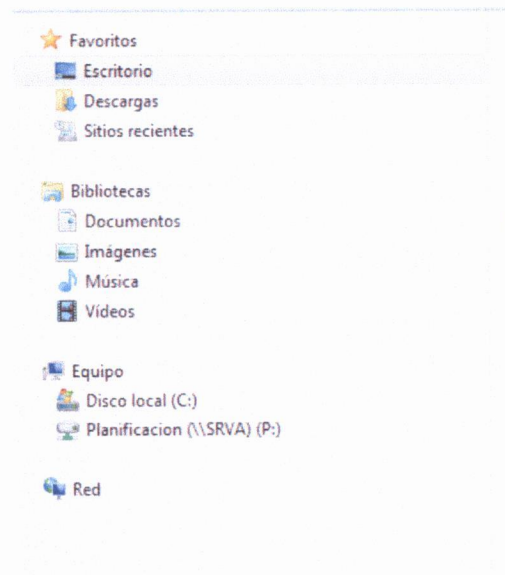 Favoritos
Escritorio
Descargas
Sitios recientes
Bibliotecas
Documentos
Imágenes
Música
Vídeos
Equipo
Disco local (C:)
Planificacion (\\SRVA) (P:)
Red